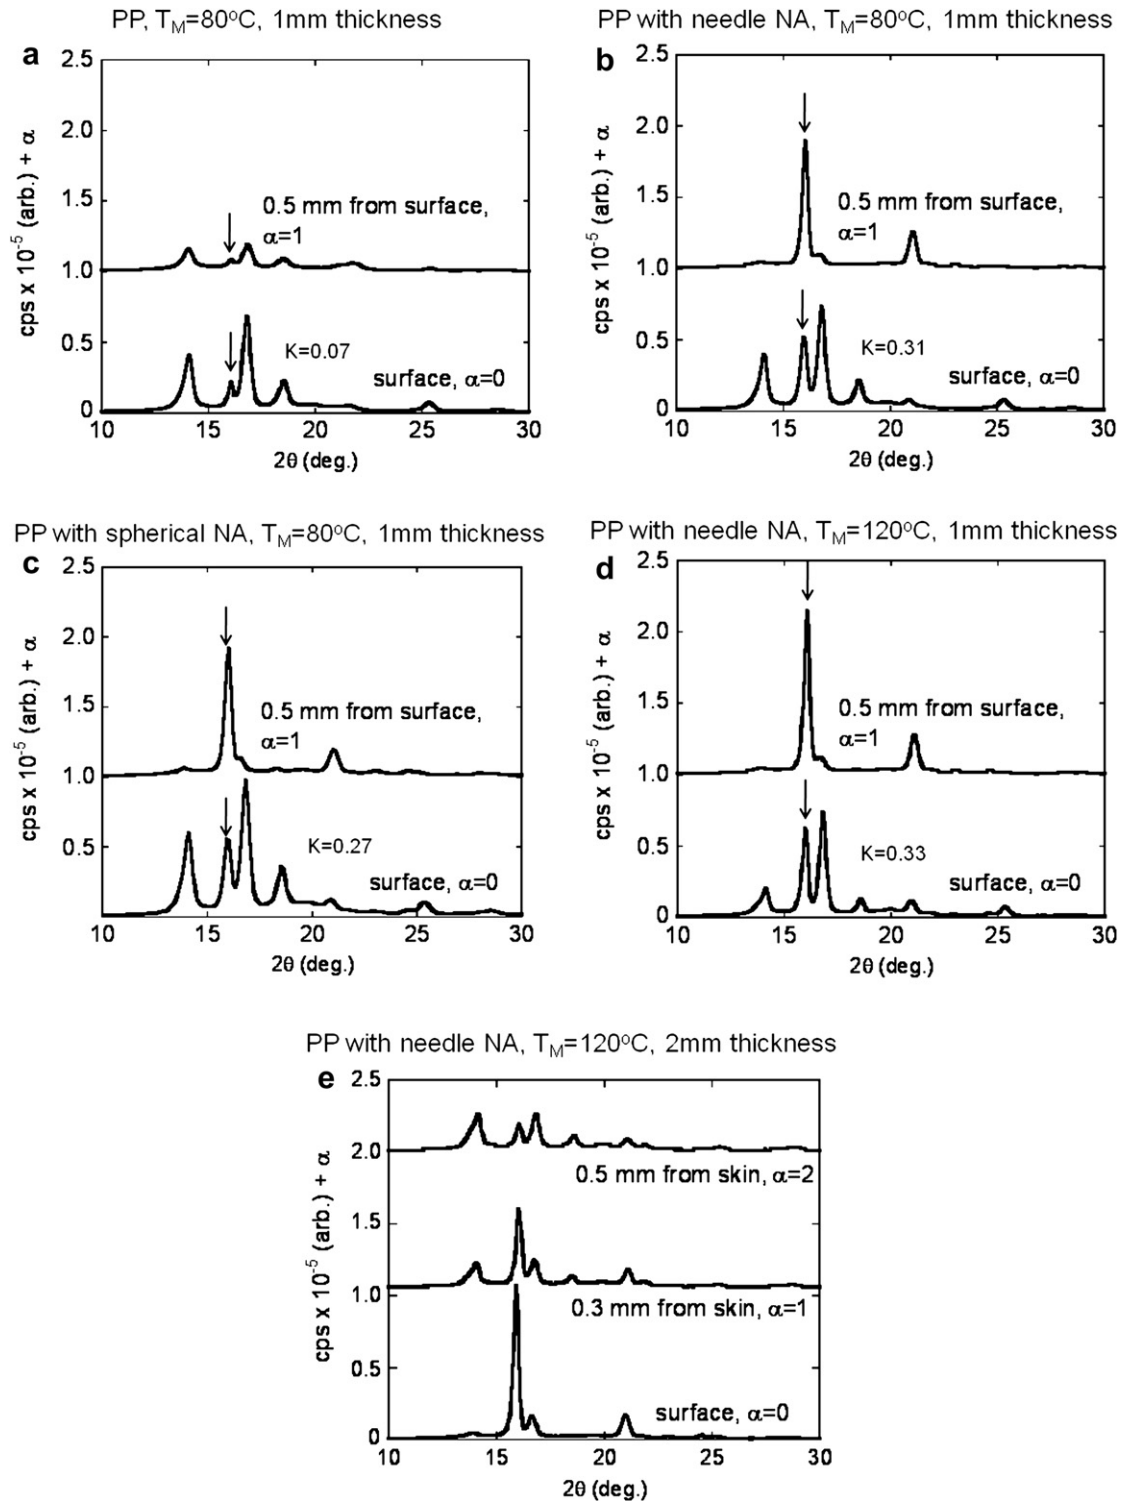 PP, TM=80oC, 1mm thickness
a
2.5
2.0
1.5
1.0
0.5
0
cps x 10-5 (arb.) + α
0.5 mm from surface,
α=1
K=0.07
surface, α=0
10 15 20 25 30
2θ (deg.)
PP with needle NA, TM=80oC, 1mm thickness
b
2.5
2.0
1.5
1.0
0.5
0
cps x 10-5 (arb.) + α
0.5 mm from surface,
α=1
K=0.31
surface, α=0
10 15 20 25 30
2θ (deg.)
PP with spherical NA, TM=80oC, 1mm thickness
c
2.5
2.0
1.5
1.0
0.5
cps x 10-5 (arb.) + α
0.5 mm from surface,
α=1
K=0.27
surface, α=0
10 15 20 25 30
2θ (deg.)
PP with needle NA, TM=120oC, 1mm thickness
d
2.5
2.0
1.5
1.0
0.5
0
cps x 10-5 (arb.) + α
0.5 mm from surface,
α=1
K=0.33
surface, α=0
10 15 20 25 30
2θ (deg.)
PP with needle NA, TM=120oC, 2mm thickness
e
2.5
2.0
1.5
1.0
0.5
0
cps x 10-5 (arb.) + α
0.5 mm from skin, α=2
0.3 mm from skin, α=1
surface, α=0
10 15 20 25 30
2θ (deg.)